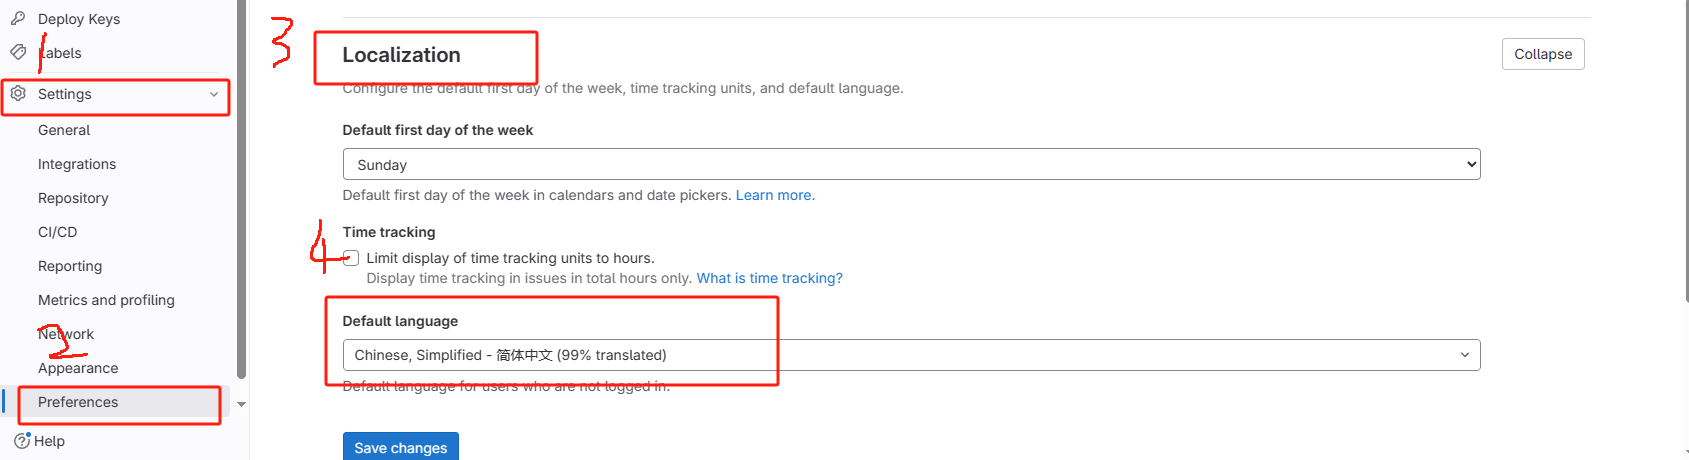 Deploy Keys
Labels
1
Settings
General
Integrations
Repository
CI/CD
Reporting
Metrics and profiling
Network
2
Appearance
Preferences
Help
3
Localization
Collapse
Configure the default first day of the week, time tracking units, and default language.
Default first day of the week
Sunday
Default first day of the week in calendars and date pickers. Learn more.
Time tracking
4
Limit display of time tracking units to hours.
Display time tracking in issues in total hours only. What is time tracking?
Default language
Chinese, Simplified - 简体中文 (99% translated)
Default language for users who are not logged in.
Save changes